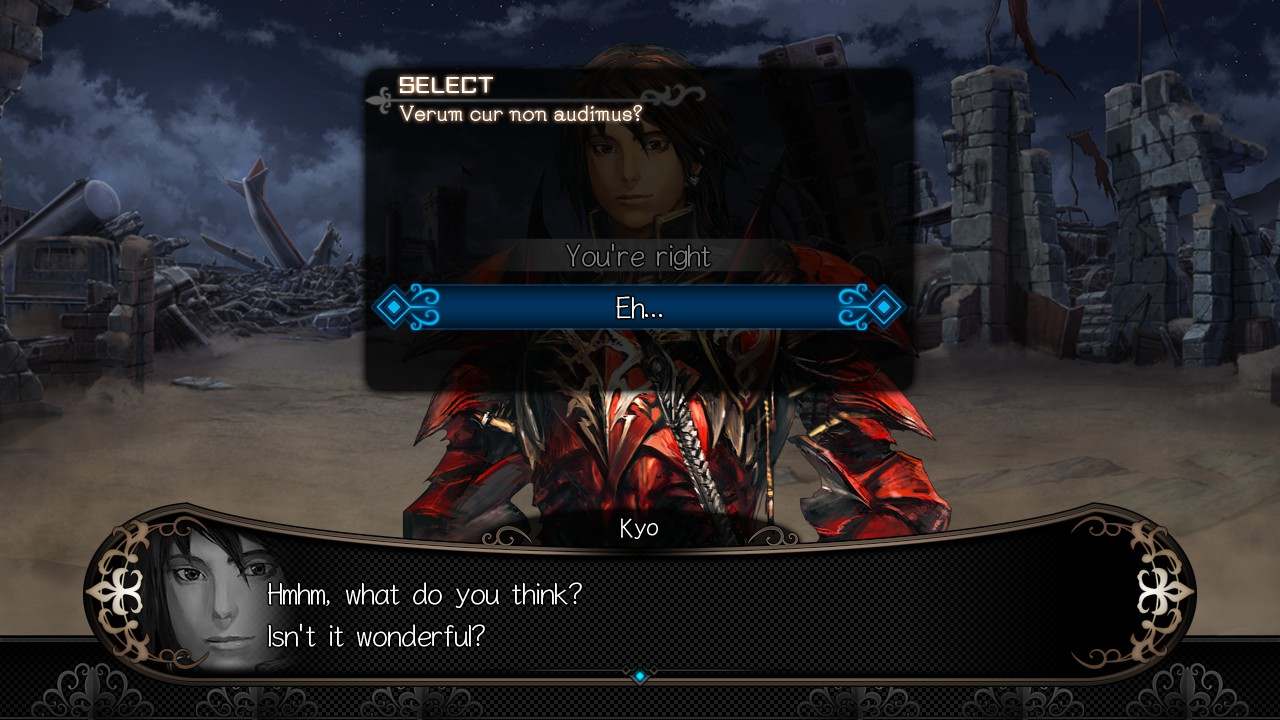 SELECT
Verum cur non audimus?
You're right
Eh...
Kyo
Hmhm, what do you think?
Isn't it wonderful?